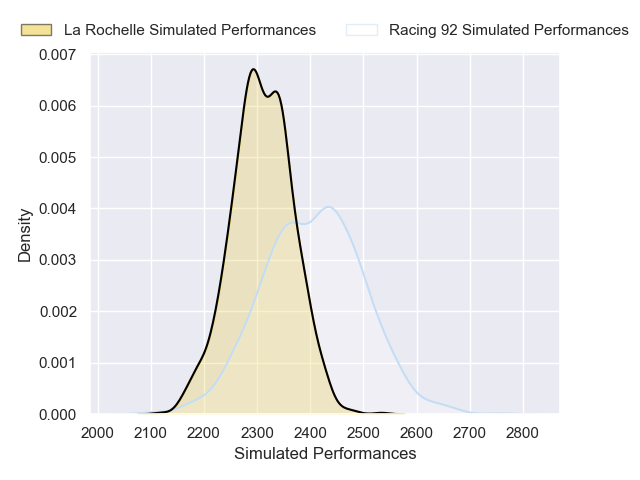 La Rochelle Simulated Performances Racing 92 Simulated Performances
0.007
0.006
0.005
0.004
0.003
0.002
0.001
0.000
Density
2000 2100 2200 2300 2400 2500 2600 2700 2800
Simulated Performances